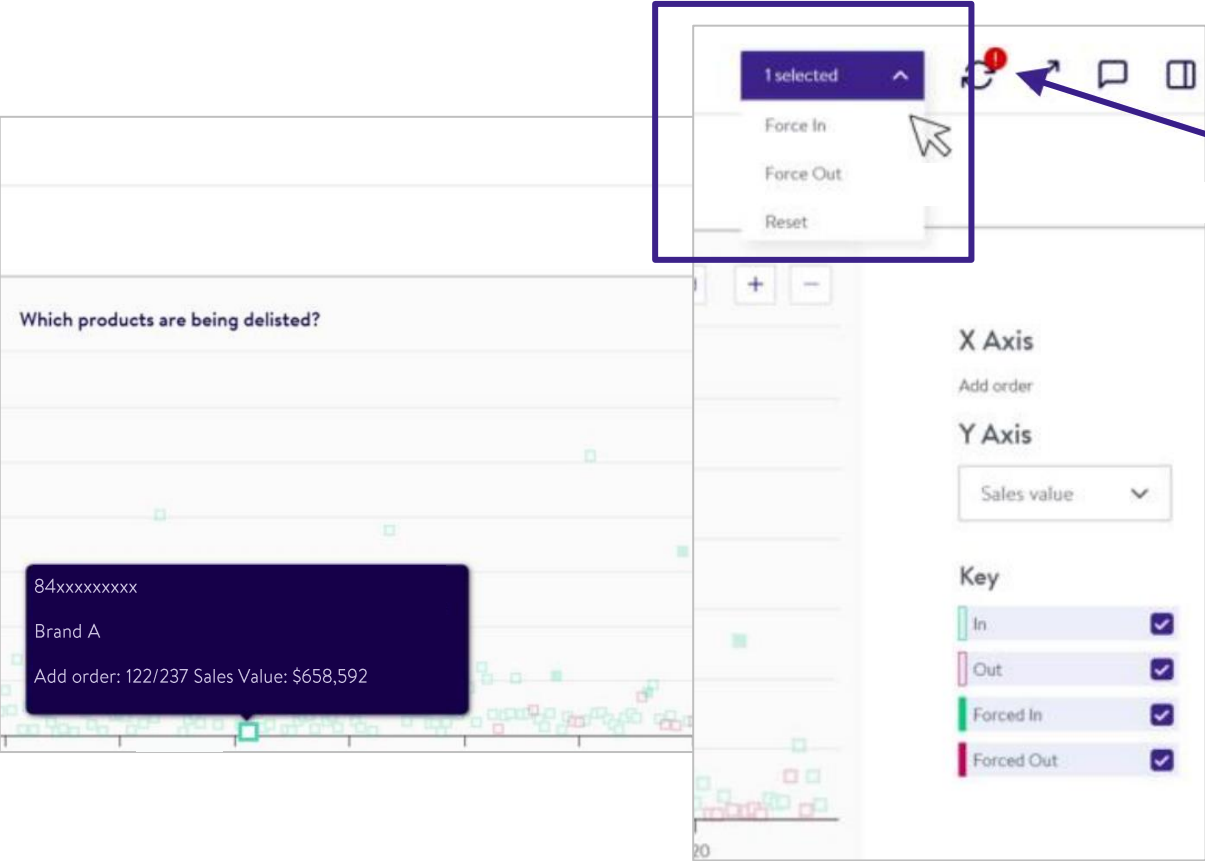 1 selected
Force In
Force Out
Reset
Which products are being delisted?
84xxxxxxxxx
Brand A
Add order: 122/237 Sales Value: $658,592
X Axis
Add order
Y Axis
Sales value
Key
In
Out
Forced In
Forced Out
20